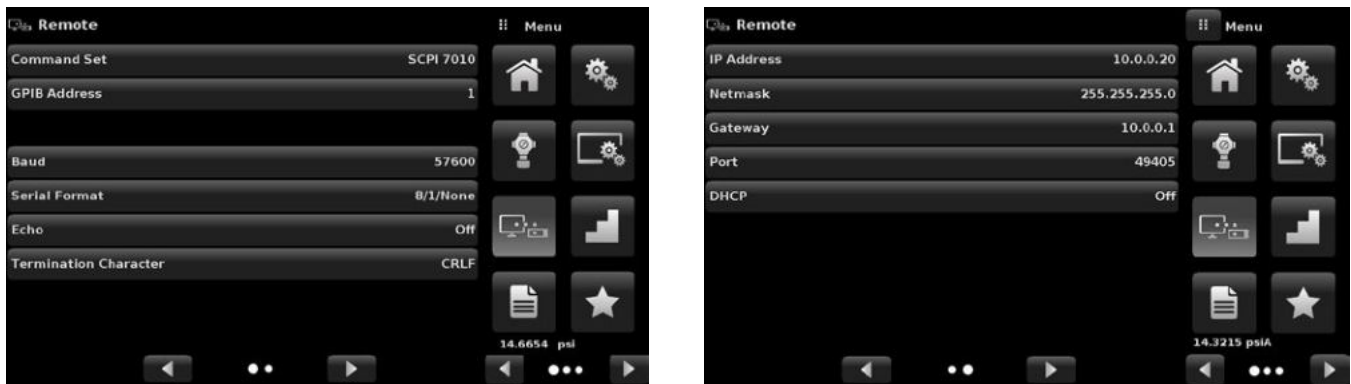 Remote
Menu
Command Set SCPI 7010
GPIB Address 1
Baud 57600
Serial Format 8/1/None
Echo Off
Termination Character CRLF
14.6654 psi
Remote
Menu
IP Address 10.0.0.20
Netmask 255.255.255.0
Gateway 10.0.0.1
Port 49405
DHCP Off
14.3215 psiA